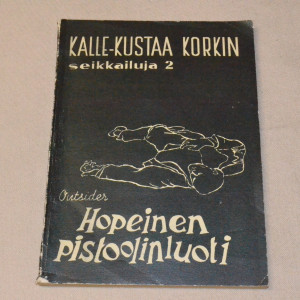 KALLE-KUSTAA KORKIN
seikkailuja 2
Outsider
Hopeinen
pistoolinluoti